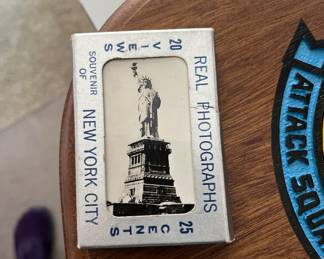 20
VIEWS
REAL PHOTOGRAPHS
SOUVENIR
OF
NEW YORK CITY
25
CENTS
ATTACK SQUA